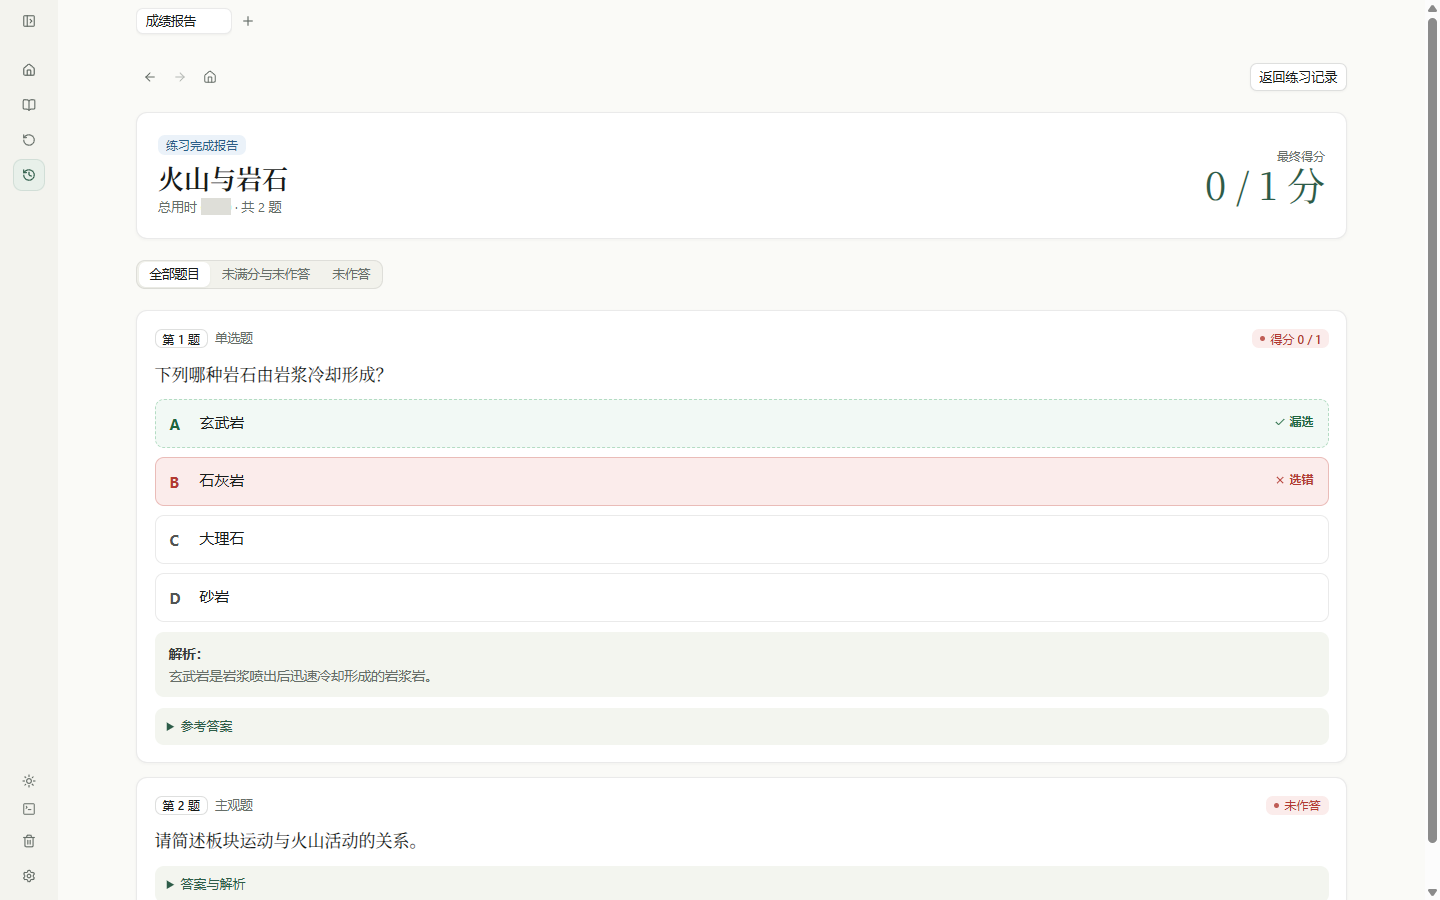 成绩报告
返回练习记录
练习完成报告
火山与岩石
总用时 · 共 2 题
最终得分
0 / 1 分
全部题目 未满分与未作答 未作答
第 1 题 单选题
得分 0 / 1
下列哪种岩石由岩浆冷却形成？
A 玄武岩 漏选
B 石灰岩 选错
C 大理石
D 砂岩
解析：
玄武岩是岩浆喷出后迅速冷却形成的岩浆岩。
参考答案
第 2 题 主观题
未作答
请简述板块运动与火山活动的关系。
答案与解析